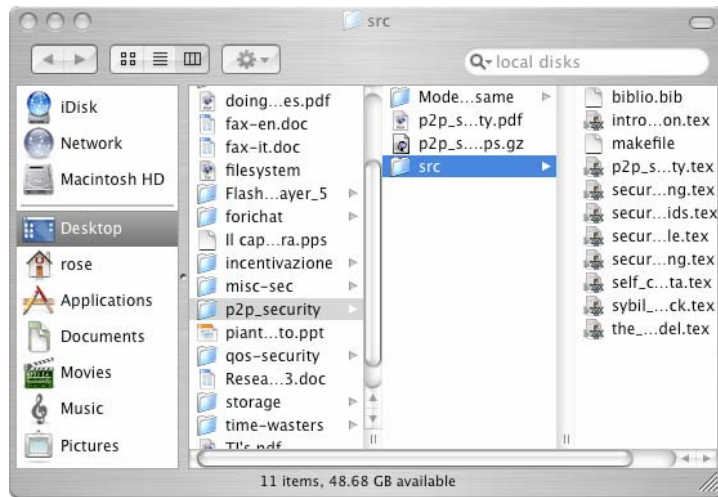 src
local disks
iDisk
Network
Macintosh HD
Desktop
rose
Applications
Documents
Movies
Music
Pictures
doing...es.pdf
fax-en.doc
fax-it.doc
filesystem
Flash...ayer_5
forichat
Il cap...ra.pps
incentivazione
misc-sec
p2p_security
piant...to.ppt
qos-security
Resea...3.doc
storage
time-wasters
TI's.pdf
Mode...same
p2p_s...ty.pdf
p2p_s....ps.gz
src
biblio.bib
intro...on.tex
makefile
p2p_s...ty.tex
secur...ng.tex
secur...ids.tex
secur...le.tex
secur...ng.tex
self_c...ta.tex
sybil_...ck.tex
the_...del.tex
11 items, 48.68 GB available